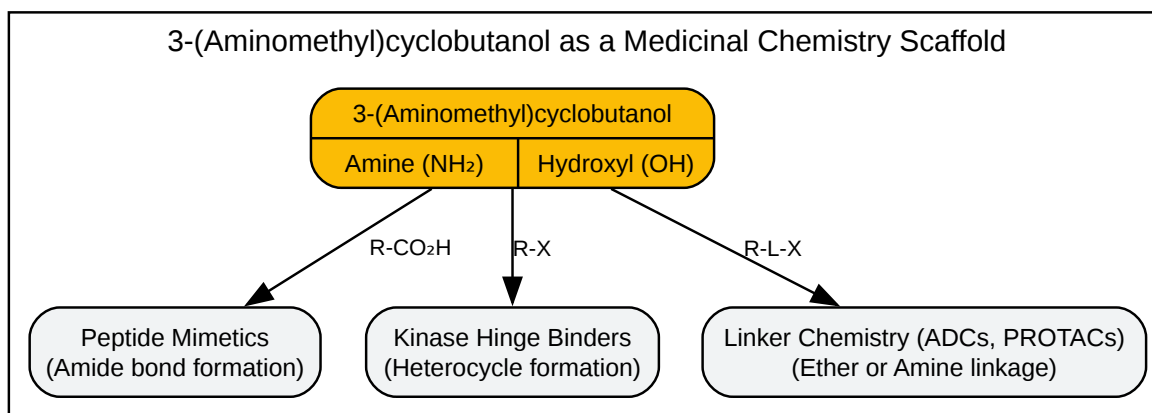 3-(Aminomethyl)cyclobutanol as a Medicinal Chemistry Scaffold
3-(Aminomethyl)cyclobutanol
Amine (NH₂)
Hydroxyl (OH)
R-CO₂H
R-X
R-L-X
Peptide Mimetics
(Amide bond formation)
Kinase Hinge Binders
(Heterocycle formation)
Linker Chemistry (ADCs, PROTACs)
(Ether or Amine linkage)